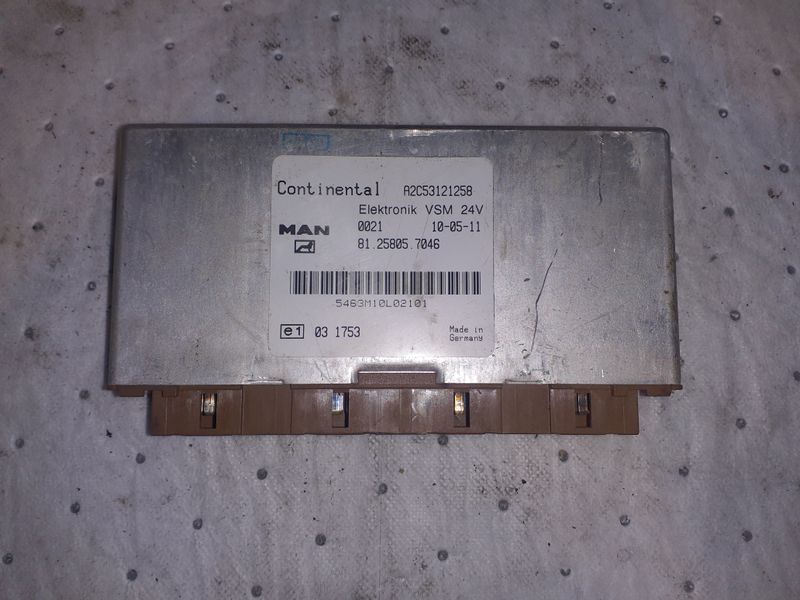 Continental A2C53121258
Elektronik VSM 24V
MAN 0021 10-05-11
81.25805.7046
5463M10L02101
e1 03 1753 Made in
Germany